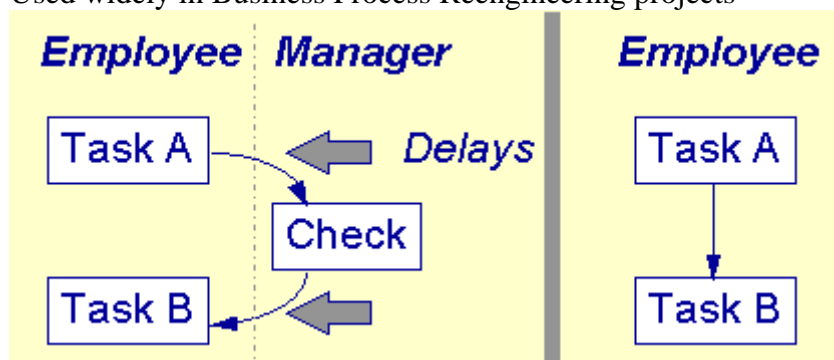 Used widely in Business Process Reengineering projects
Employee Manager Employee
Task A Delays Task A
Check
Task B Task B